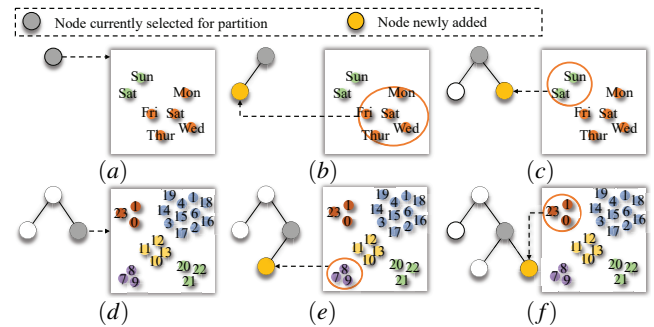 Node currently selected for partition
Node newly added
Sun
Sat
Mon
Fri Sat
Thur Wed
(a)
Sun
Sat
Mon
Fri Sat
Thur Wed
(b)
Sun
Sat
Mon
Fri Sat
Thur Wed
(c)
19 1
4 18
14 15 6
3 16
17 2
1
23 0
12
11 13
10
8
7 9
20 22
21
(d)
19 1
4 18
14 15 6
3 16
17 2
1
23 0
12
11 13
10
8
7 9
20 22
21
(e)
19 1
4 18
14 15 6
3 16
17 2
1
23 0
12
11 13
10
8
7 9
20 22
21
(f)